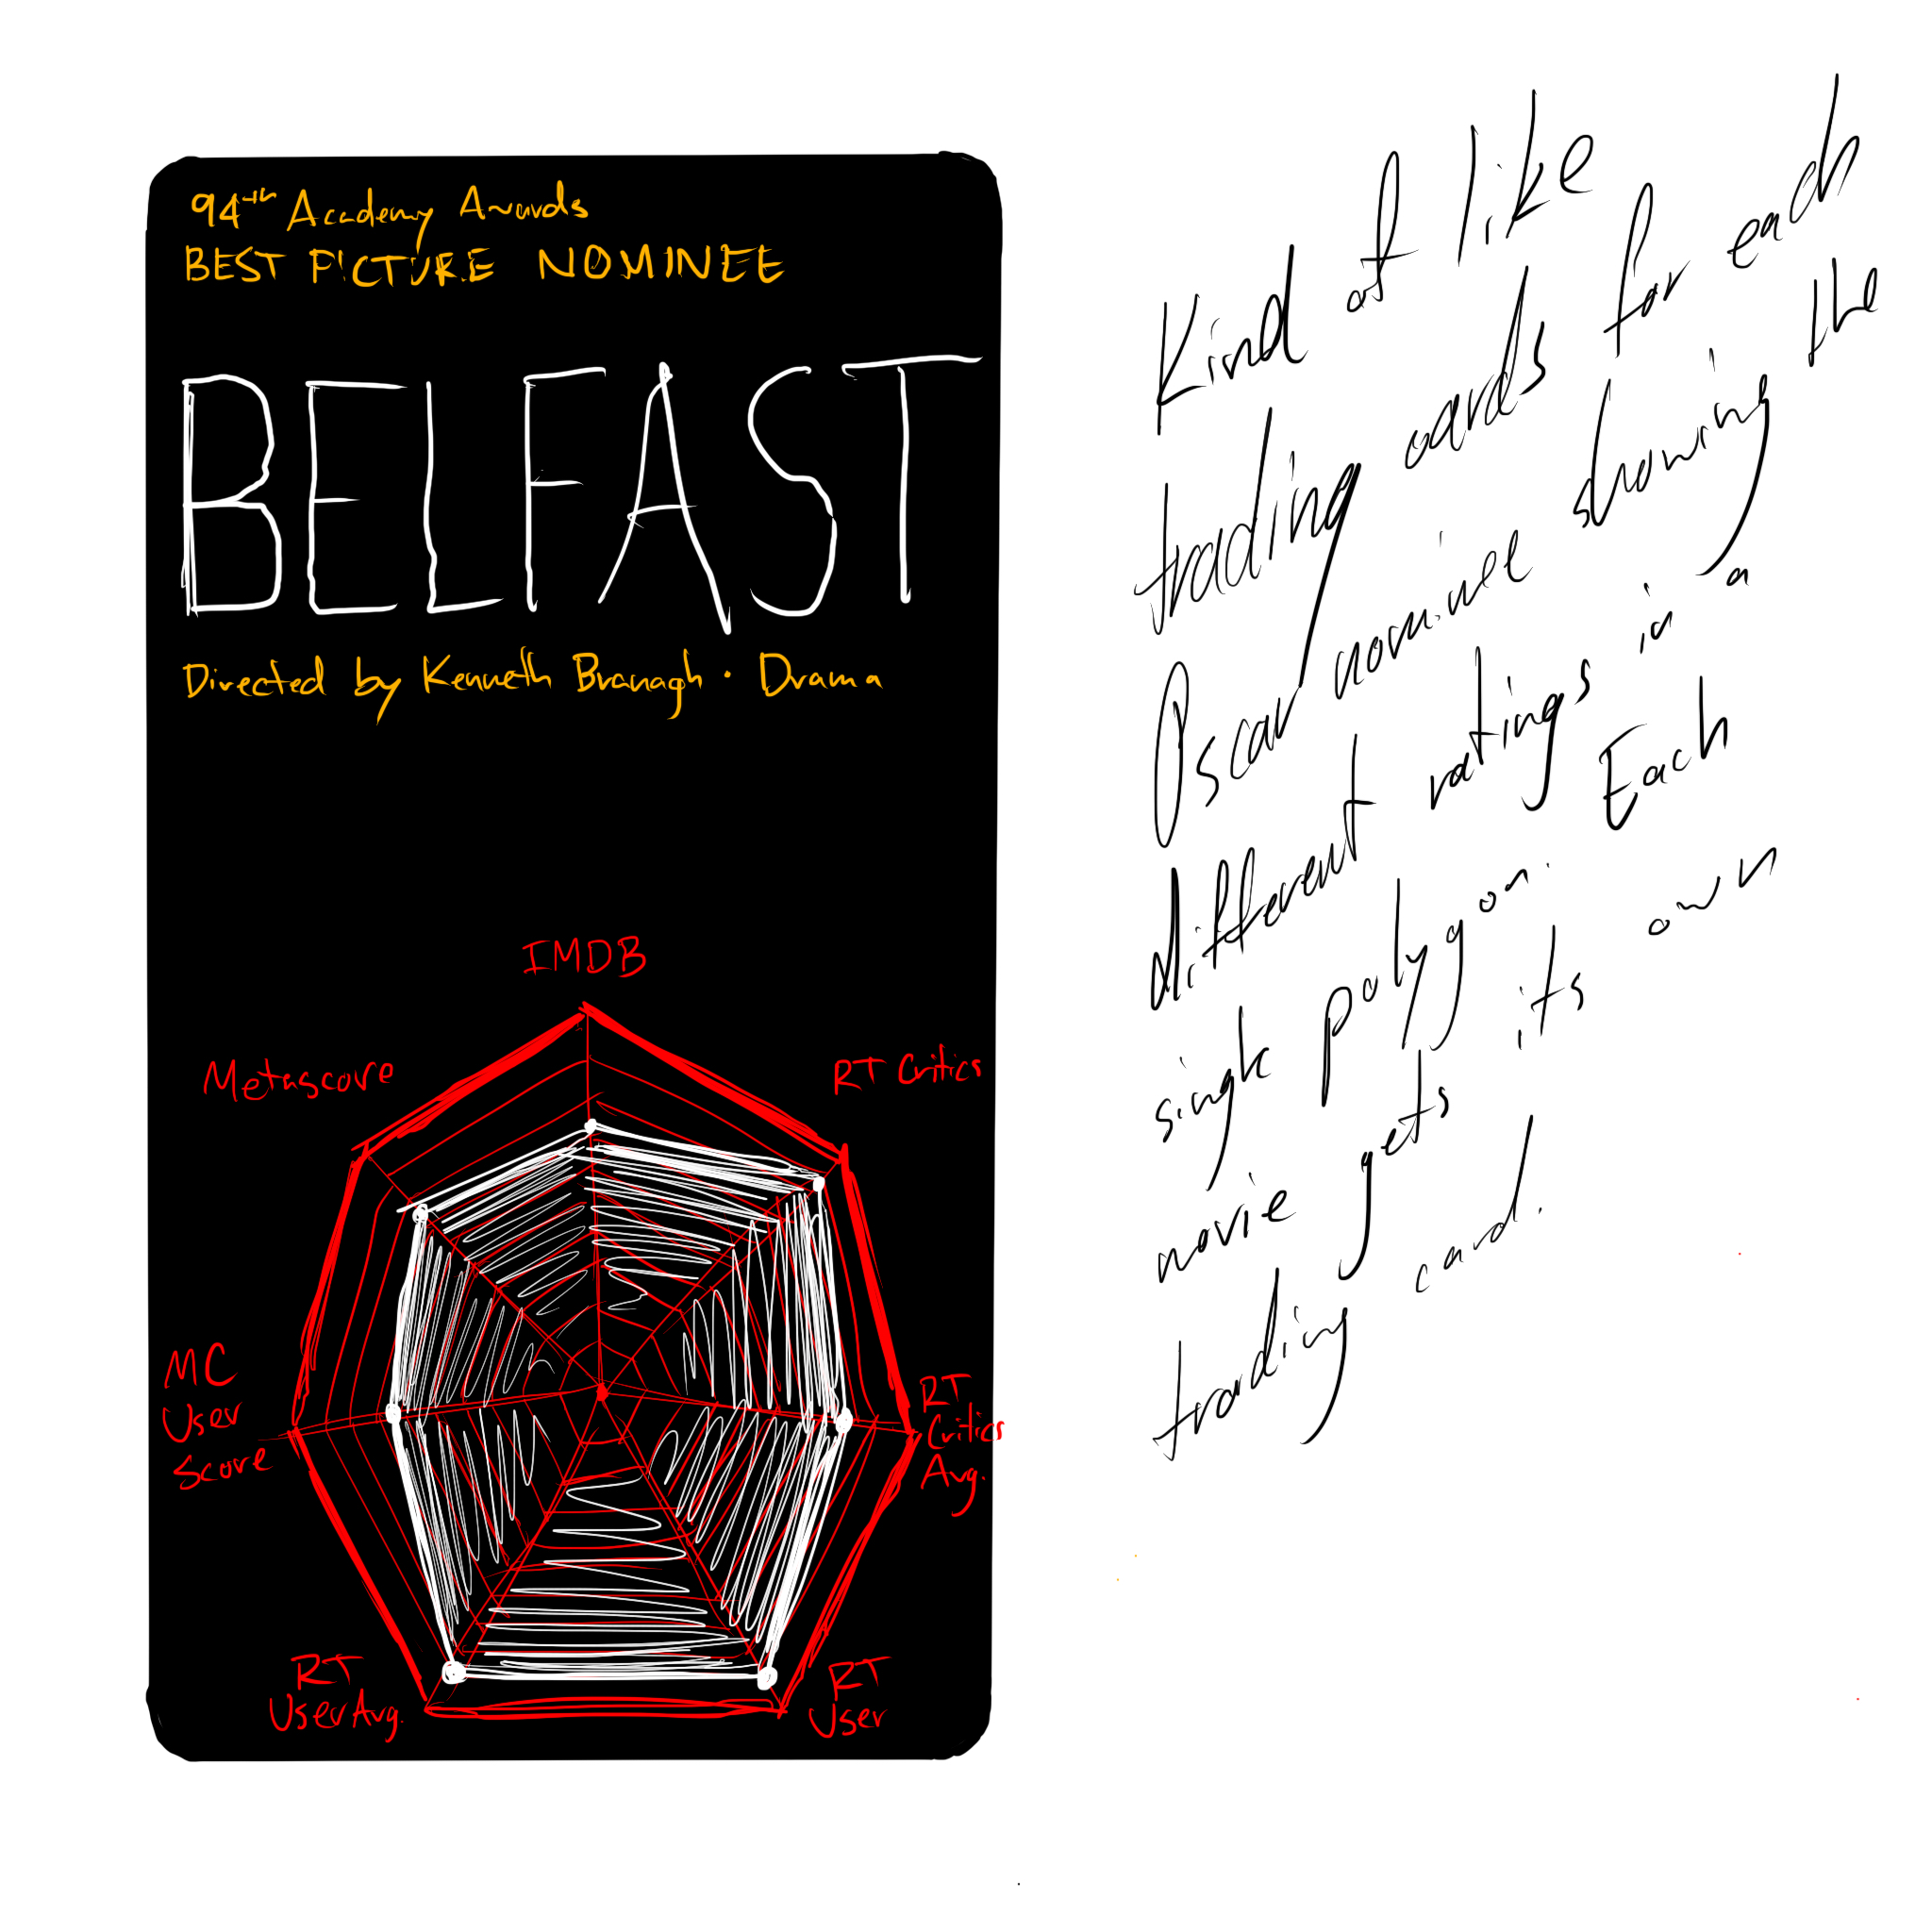 94th Academy Awards
BEST PICTURE NOMINEE
BELFAST
Directed by Kenneth Branagh · Drama
IMDB
Metascore
RT Critics
MC
User
Score
RT
Critics
Avg.
RT
User Avg.
RT
User
Kind of like
trading cards for each
Oscar nominee showing the
different ratings in a
single polygon. Each
movie gets its own
trading card.